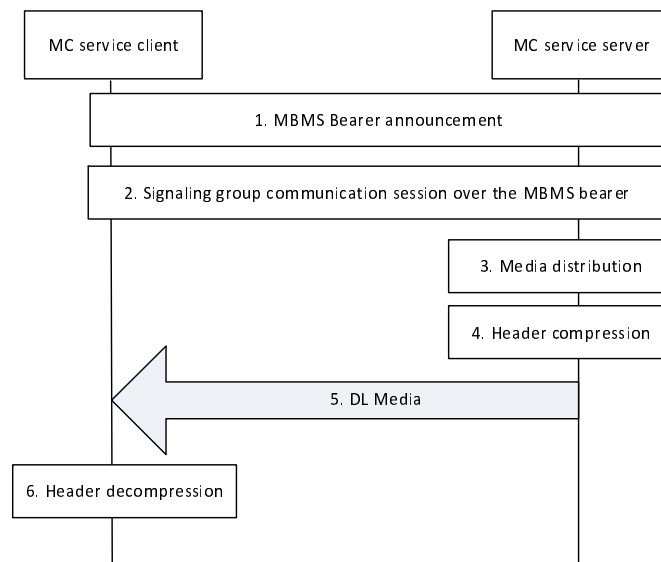 MC service client
MC service server
1. MBMS Bearer announcement
2. Signaling group communication session over the MBMS bearer
3. Media distribution
4. Header compression
5. DL Media
6. Header decompression